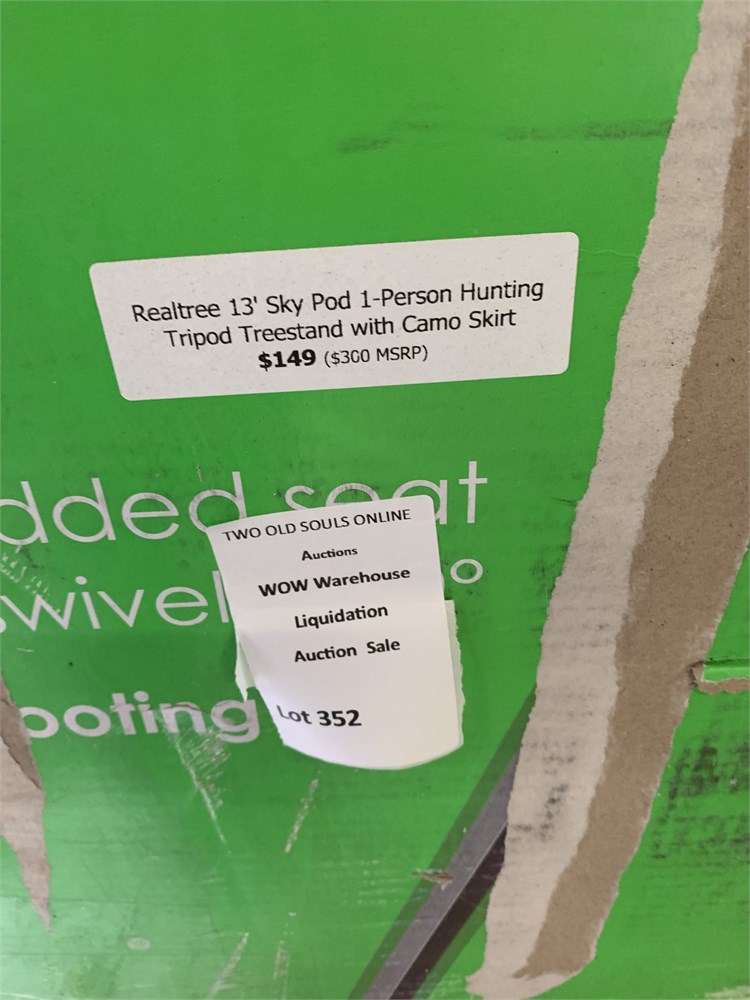 Realtree 13' Sky Pod 1-Person Hunting
Tripod Treestand with Camo Skirt
$149 ($300 MSRP)
dded seat
TWO OLD SOULS ONLINE
Auctions
WOW Warehouse
Liquidation
Auction Sale
Lot 352
swivel o
ooting